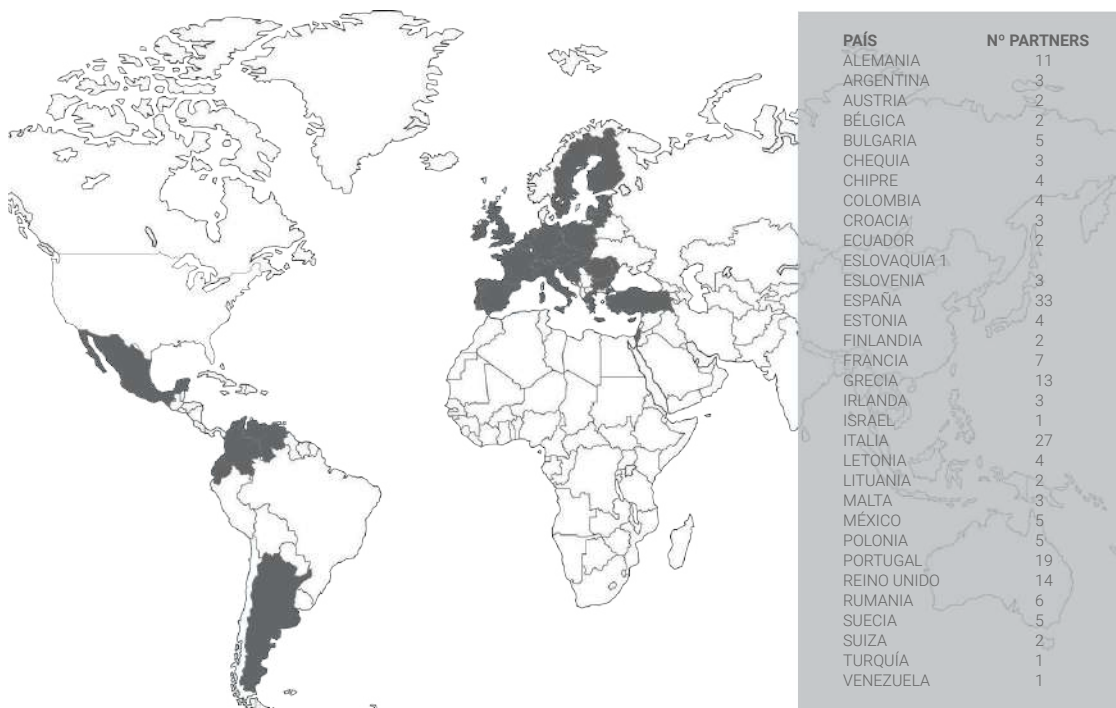 PAÍS Nº PARTNERS
ALEMANIA 11
ARGENTINA 3
AUSTRIA 2
BÉLGICA 2
BULGARIA 5
CHEQUIA 3
CHIPRE 4
COLOMBIA 4
CROACIA 3
ECUADOR 2
ESLOVAQUIA 1
ESLOVENIA 3
ESPAÑA 33
ESTONIA 4
FINLANDIA 2
FRANCIA 7
GRECIA 13
IRLANDA 3
ISRAEL 1
ITALIA 27
LETONIA 4
LITUANIA 2
MALTA 3
MÉXICO 5
POLONIA 5
PORTUGAL 19
REINO UNIDO 14
RUMANIA 6
SUECIA 5
SUIZA 2
TURQUÍA 1
VENEZUELA 1